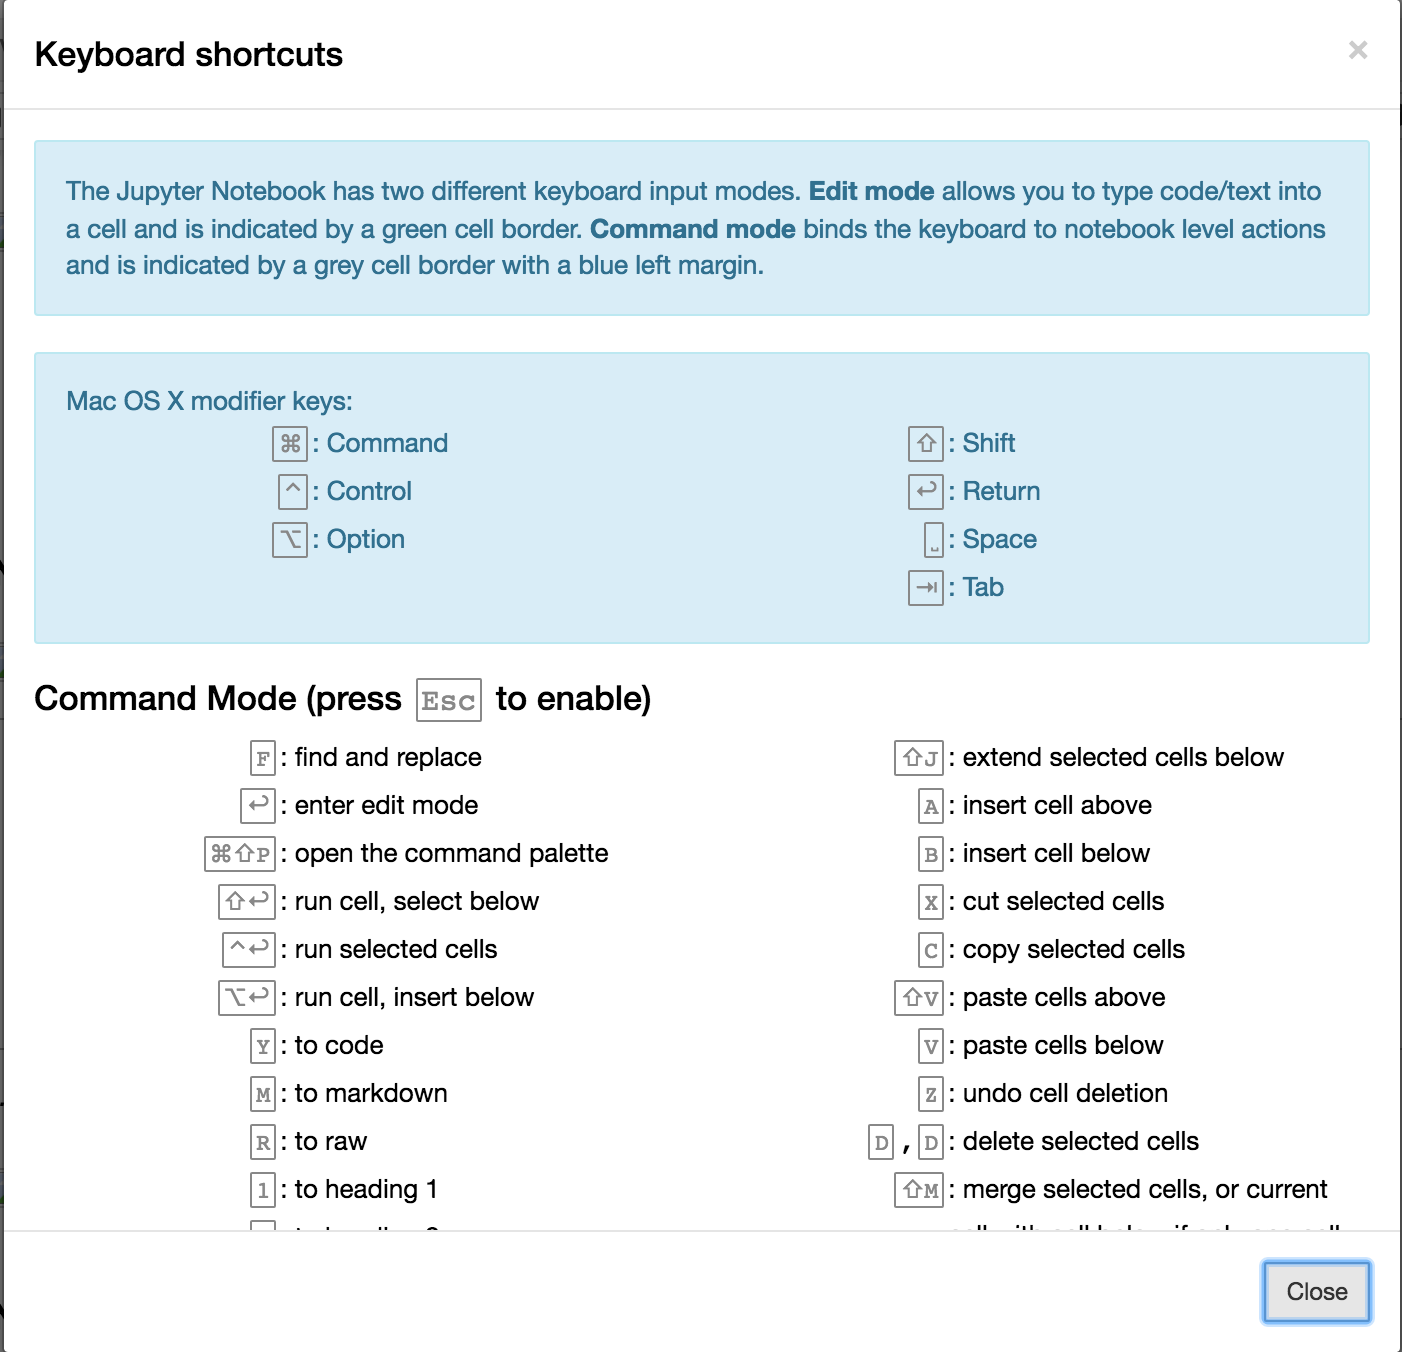 Keyboard shortcuts
×
The Jupyter Notebook has two different keyboard input modes. Edit mode allows you to type code/text into
a cell and is indicated by a green cell border. Command mode binds the keyboard to notebook level actions
and is indicated by a grey cell border with a blue left margin.
Mac OS X modifier keys:
⌘ : Command
^ : Control
⌥ : Option
⇧ : Shift
↩ : Return
␣ : Space
⇥ : Tab
Command Mode (press Esc to enable)
F : find and replace
↩ : enter edit mode
⌘⇧P : open the command palette
⇧↩ : run cell, select below
^↩ : run selected cells
⌥↩ : run cell, insert below
Y : to code
M : to markdown
R : to raw
1 : to heading 1
⇧J : extend selected cells below
A : insert cell above
B : insert cell below
X : cut selected cells
C : copy selected cells
⇧V : paste cells above
V : paste cells below
Z : undo cell deletion
D , D : delete selected cells
⇧M : merge selected cells, or current
Close